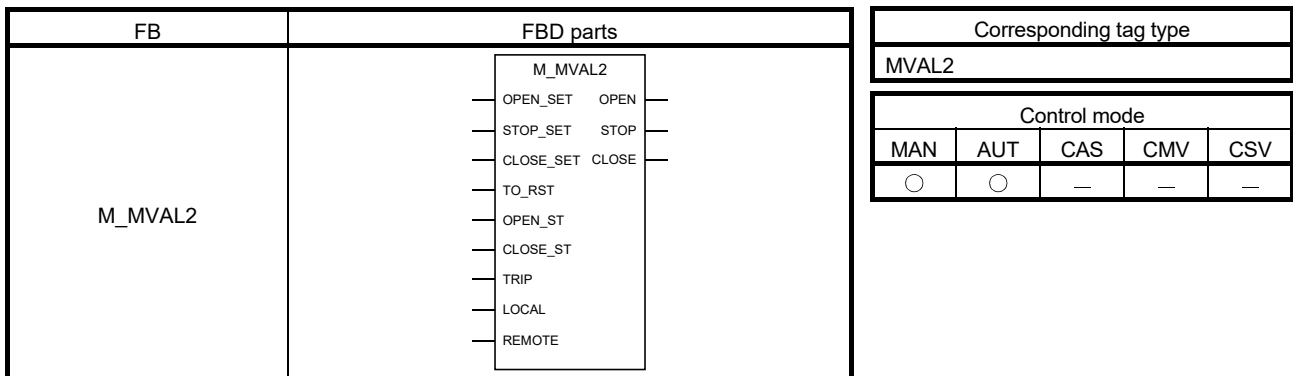 FB FBD parts
M_MVAL2
M_MVAL2
OPEN_SET OPEN
STOP_SET STOP
CLOSE_SET CLOSE
TO_RST
OPEN_ST
CLOSE_ST
TRIP
LOCAL
REMOTE
Corresponding tag type
MVAL2
Control mode
MAN AUT CAS CMV CSV
○ ○ — — —